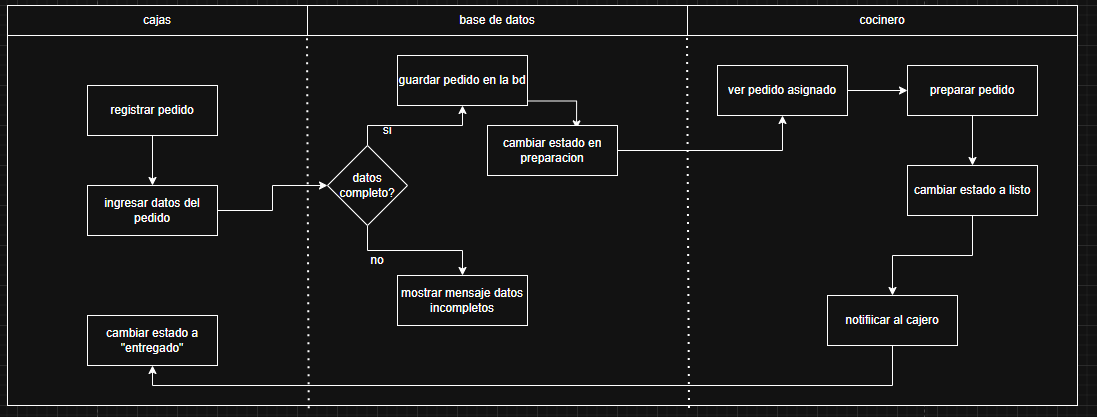 cajas
base de datos
cocinero
registrar pedido
ingresar datos del
pedido
cambiar estado a
"entregado"
guardar pedido en la bd
si
cambiar estado en
preparacion
datos
completo?
no
mostrar mensaje datos
incompletos
ver pedido asignado
preparar pedido
cambiar estado a listo
notifiicar al cajero